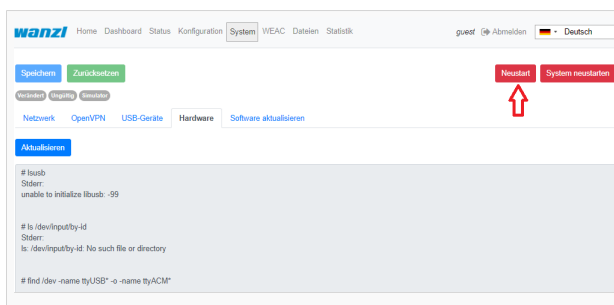 wanzl Home Dashboard Status Konfiguration System WEAC Dateien Statistik guest Abmelden Deutsch
Speichern Zurücksetzen Neustart System neustarten
Verändert Ungültig Simulator
Netzwerk OpenVPN USB-Geräte Hardware Software aktualisieren
Aktualisieren
# lsusb
Stderr:
unable to initialize libusb: -99
# ls /dev/input/by-id
Stderr:
ls: /dev/input/by-id: No such file or directory
# find /dev -name ttyUSB* -o -name ttyACM*